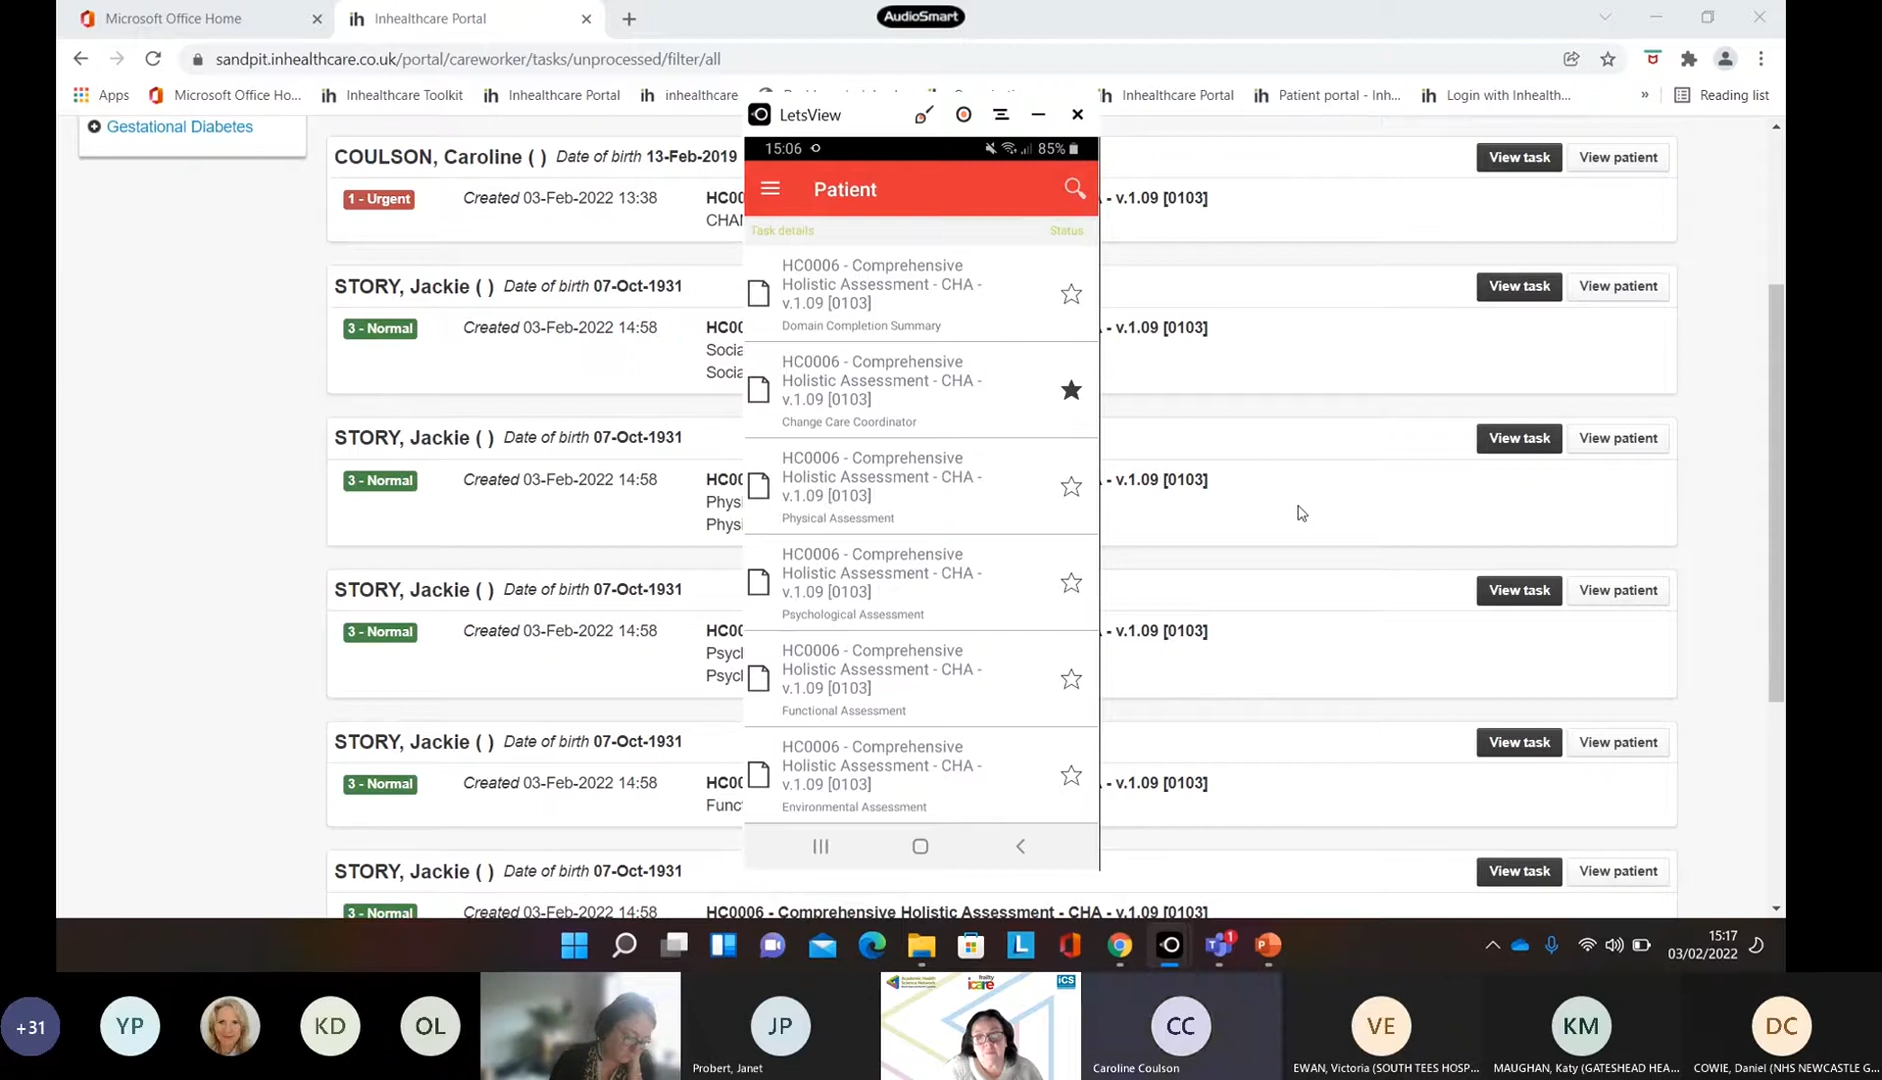 Microsoft Office Home
Inhealthcare Portal
AudioSmart
sandpit.inhealthcare.co.uk/portal/careworker/tasks/unprocessed/filter/all
Apps
Microsoft Office Ho...
Inhealthcare Toolkit
Inhealthcare Portal
inhealthcare
Inhealthcare Portal
Patient portal - Inh...
Login with Inhealth...
»
Reading list
Gestational Diabetes
COULSON, Caroline ( ) Date of birth 13-Feb-2019
View task
View patient
1 - Urgent
Created 03-Feb-2022 13:38
HC00
- v.1.09 [0103]
CHA
STORY, Jackie ( ) Date of birth 07-Oct-1931
View task
View patient
3 - Normal
Created 03-Feb-2022 14:58
HC00
- v.1.09 [0103]
Socia
Socia
STORY, Jackie ( ) Date of birth 07-Oct-1931
View task
View patient
3 - Normal
Created 03-Feb-2022 14:58
HC00
- v.1.09 [0103]
Physi
Physi
STORY, Jackie ( ) Date of birth 07-Oct-1931
View task
View patient
3 - Normal
Created 03-Feb-2022 14:58
HC00
- v.1.09 [0103]
Psycl
Psycl
STORY, Jackie ( ) Date of birth 07-Oct-1931
View task
View patient
3 - Normal
Created 03-Feb-2022 14:58
HC00
- v.1.09 [0103]
Func
STORY, Jackie ( ) Date of birth 07-Oct-1931
View task
View patient
3 - Normal
Created 03-Feb-2022 14:58
HC0006 - Comprehensive Holistic Assessment - CHA - v.1.09 [0103]
LetsView
15:06
85%
Patient
Task details
Status
HC0006 - Comprehensive
Holistic Assessment - CHA -
v.1.09 [0103]
Domain Completion Summary
HC0006 - Comprehensive
Holistic Assessment - CHA -
v.1.09 [0103]
Change Care Coordinator
HC0006 - Comprehensive
Holistic Assessment - CHA -
v.1.09 [0103]
Physical Assessment
HC0006 - Comprehensive
Holistic Assessment - CHA -
v.1.09 [0103]
Psychological Assessment
HC0006 - Comprehensive
Holistic Assessment - CHA -
v.1.09 [0103]
Functional Assessment
HC0006 - Comprehensive
Holistic Assessment - CHA -
v.1.09 [0103]
Environmental Assessment
15:17
03/02/2022
+31
YP
KD
OL
JP
Probert, Janet
frailty
icare
ICS
CC
Caroline Coulson
VE
EWAN, Victoria (SOUTH TEES HOSP...
KM
MAUGHAN, Katy (GATESHEAD HEA...
DC
COWIE, Daniel (NHS NEWCASTLE G...